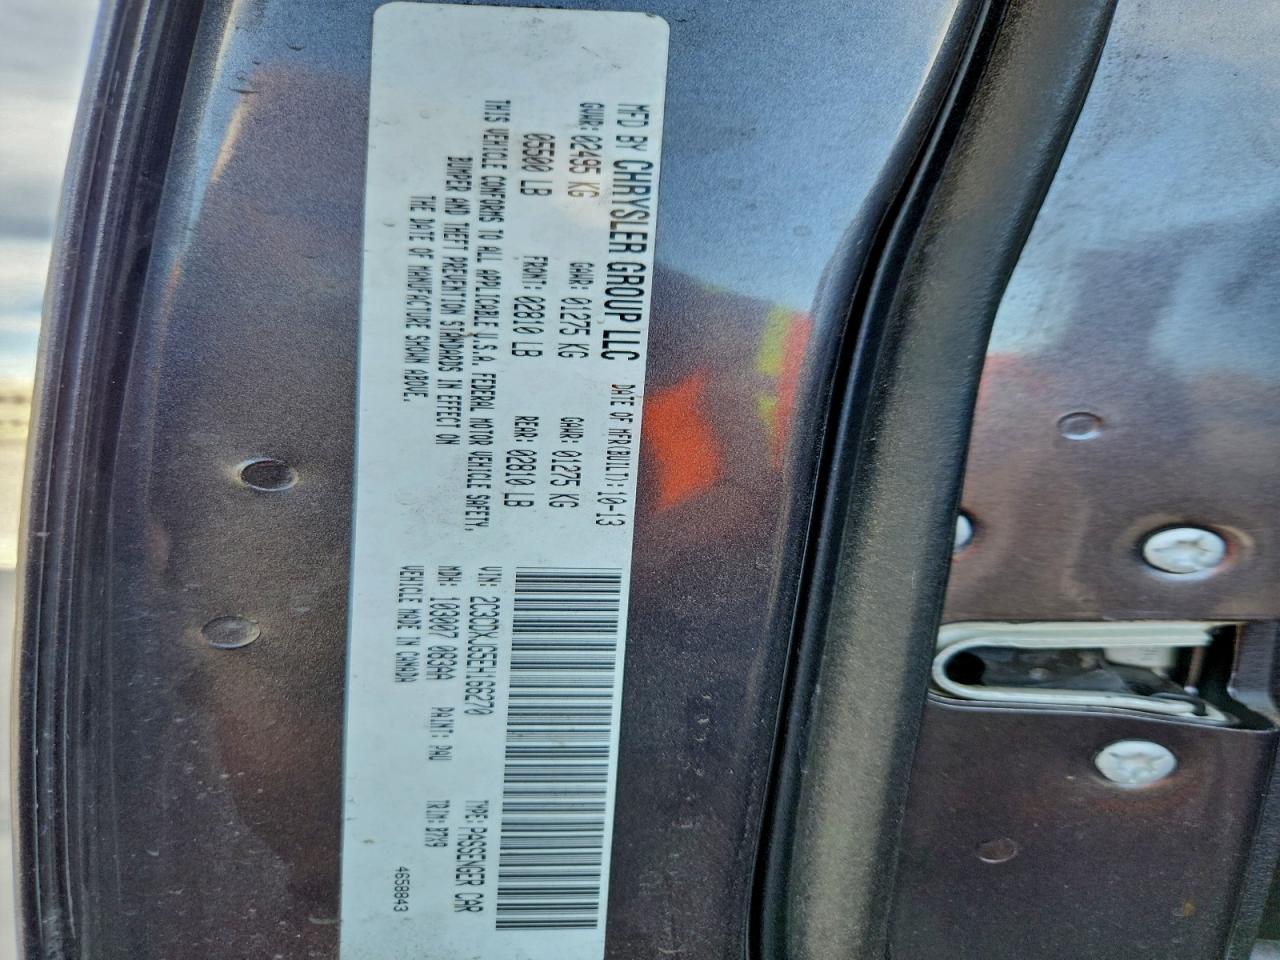 MFD BY CHRYSLER GROUP LLC DATE OF MFR(BUILT): 10-13
GVWR: 02495 KG GAWR: 01275 KG GAWR: 01275 KG
05500 LB FRONT: 02810 LB REAR: 02810 LB
THIS VEHICLE CONFORMS TO ALL APPLICABLE U.S.A. FEDERAL MOTOR VEHICLE SAFETY,
BUMPER AND THEFT PREVENTION STANDARDS IN EFFECT ON
THE DATE OF MANUFACTURE SHOWN ABOVE.
VIN: 2C3CDXJG5EH166270 TYPE: PASSENGER CAR
MDH: 103007 083AA PAINT: PAU TRIM: B7X9
VEHICLE MADE IN CANADA 4658843